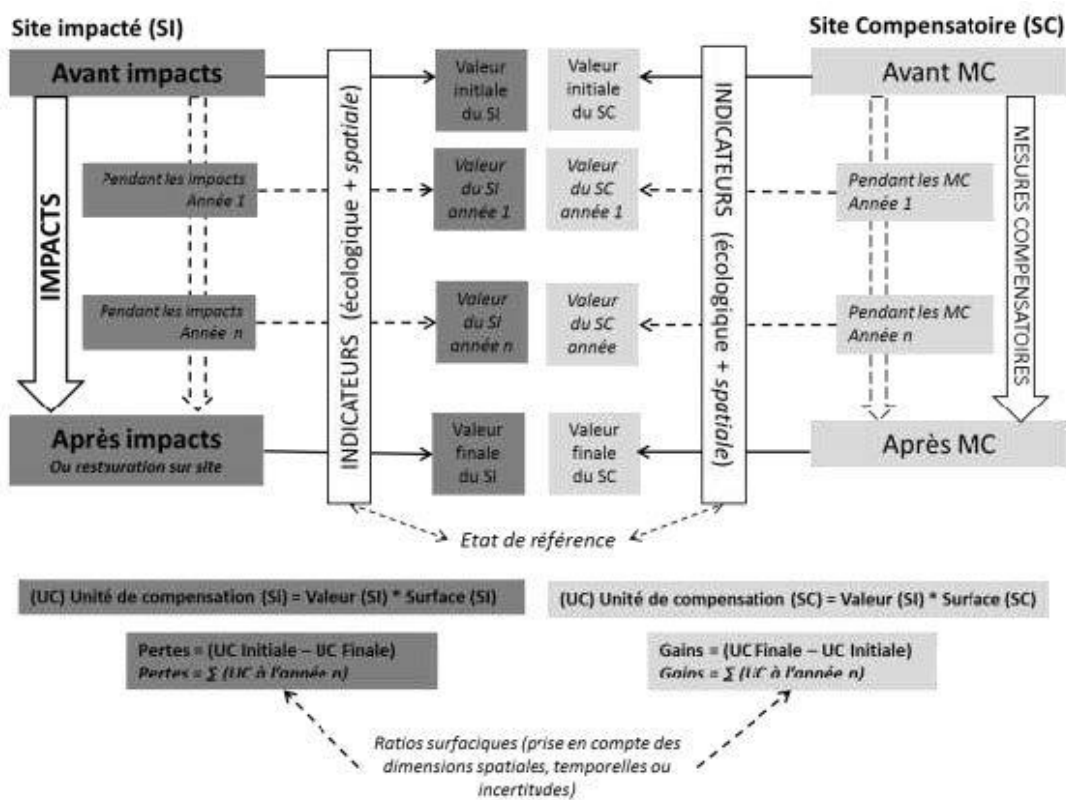 Site impacté (SI)
Site Compensatoire (SC)
Avant impacts
Valeur
initiale
du SI
Valeur
initiale
du SC
Avant MC
IMPACTS
Pendant les impacts
Année 1
INDICATEURS (écologique + spatiale)
Valeur
du SI
année 1
Valeur
du SC
année 1
INDICATEURS (écologique + spatiale)
Pendant les MC
Année 1
MESURES COMPENSATOIRES
Pendant les impacts
Année n
Valeur
du SI
année n
Valeur
du SC
année
Pendant les MC
Année n
Après impacts
Ou restauration sur site
Valeur
finale
du SI
Valeur
finale
du SC
Après MC
Etat de référence
(UC) Unité de compensation (Si) = Valeur (SI) * Surface (SI)
(UC) Unité de compensation (SC) = Valeur (SI) * Surface (SC)
Pertes = (UC Initiale – UC Finale)
Pertes = ∑ (UC à l'année n)
Gains = (UC Finale – UC Initiale)
Gains = ∑ (UC à l'année n)
Ratios surfaciques (prise en compte des
dimensions spatiales, temporelles ou
incertitudes)